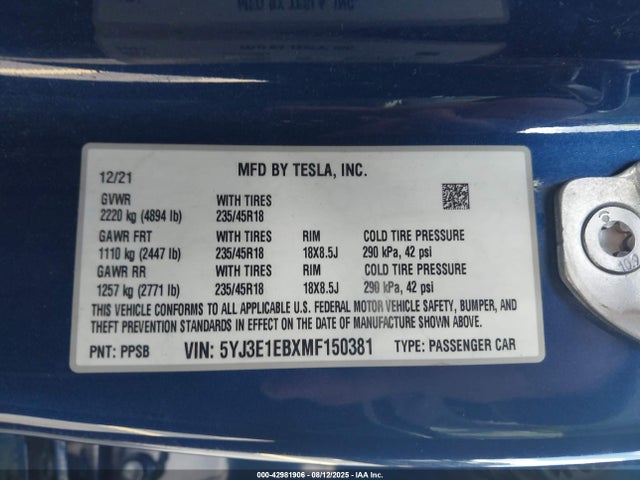 MFD BY TESLA, INC.
12/21
GVWR WITH TIRES
2220 kg (4894 lb) 235/45R18
GAWR FRT WITH TIRES RIM COLD TIRE PRESSURE
1110 kg (2447 lb) 235/45R18 18X8.5J 290 kPa, 42 psi
GAWR RR WITH TIRES RIM COLD TIRE PRESSURE
1257 kg (2771 lb) 235/45R18 18X8.5J 290 kPa, 42 psi
THIS VEHICLE CONFORMS TO ALL APPLICABLE U.S. FEDERAL MOTOR VEHICLE SAFETY, BUMPER, AND
THEFT PREVENTION STANDARDS IN EFFECT ON THE DATE OF MANUFACTURE SHOWN ABOVE.
PNT: PPSB VIN: 5YJ3E1EBXMF150381 TYPE: PASSENGER CAR
000-42981906 - 08/12/2025 - IAA Inc.